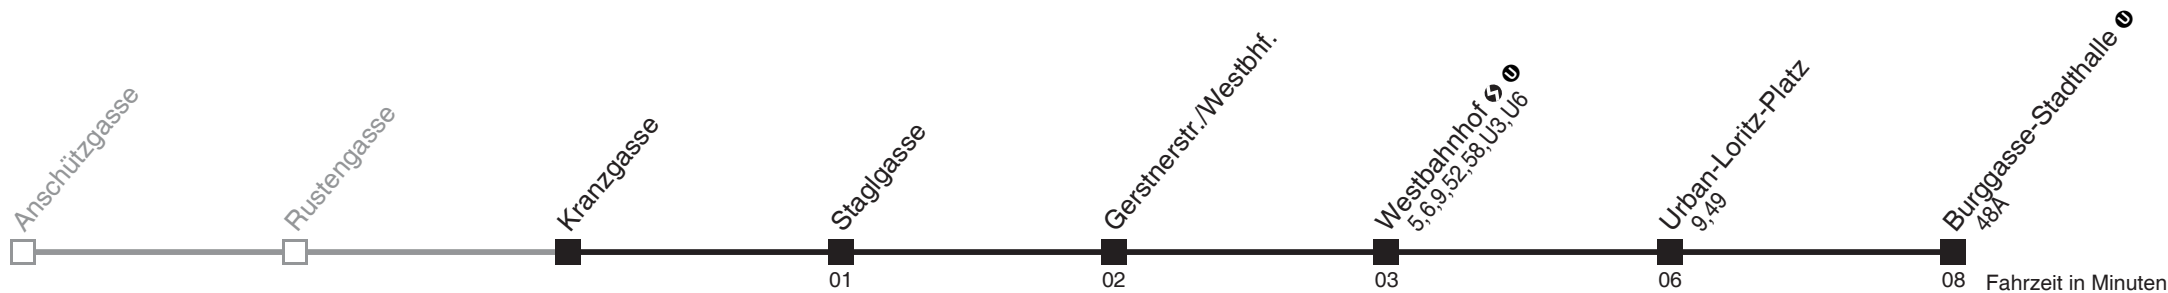 Anschützgasse
Rustengasse
Kranzgasse
Staglgasse
Gerstnerstr./Westbhf.
Westbahnhof U
5,6,9,52,58,U3,U6
Urban-Loritz-Platz
9,49
Burggasse-Stadthalle U
48A
01
02
03
06
08
Fahrzeit in Minuten